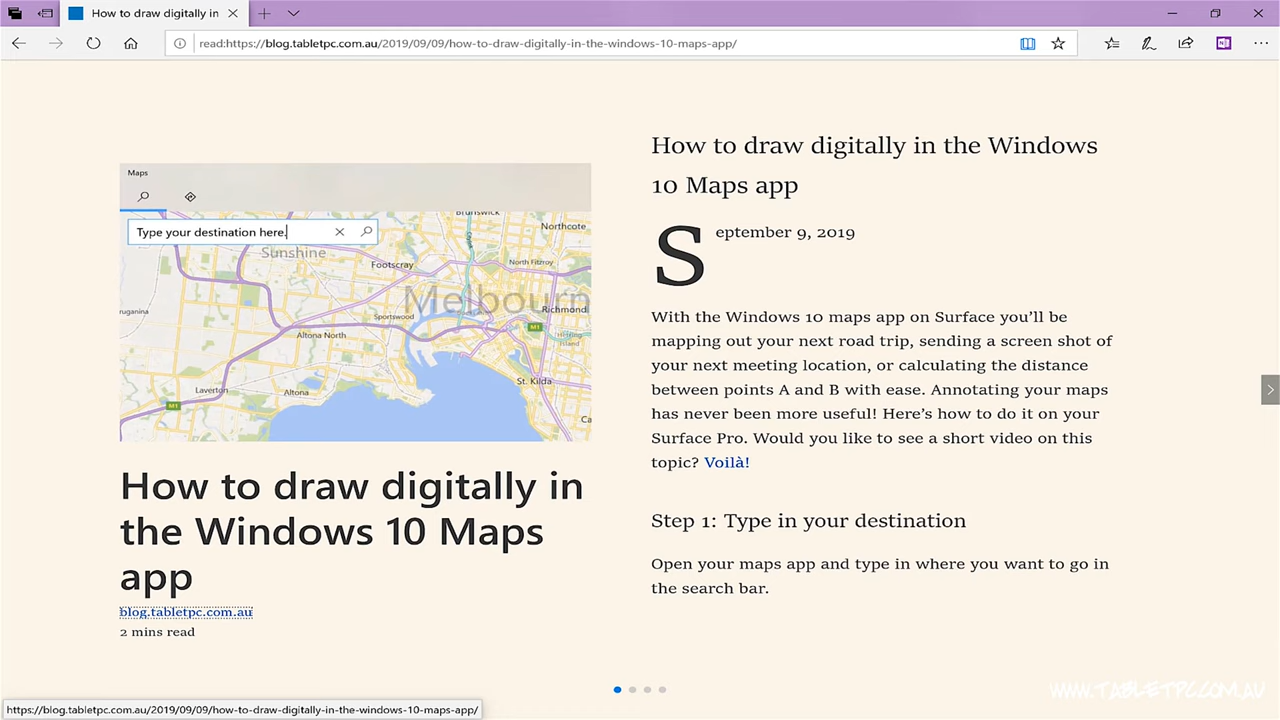 How to draw digitally in
read:https://blog.tabletpc.com.au/2019/09/09/how-to-draw-digitally-in-the-windows-10-maps-app/
Maps
Type your destination here.
Brunswick
Northcote
Sunshine
Footscray
North Fitzroy
Melbourn
ruganina
Sportswood
Richmond
M1
Altona North
Laverton
Altona
St. Kilda
M1
Ca
How to draw digitally in
the Windows 10 Maps
app
blog.tabletpc.com.au
2 mins read
How to draw digitally in the Windows
10 Maps app
September 9, 2019
With the Windows 10 maps app on Surface you’ll be
mapping out your next road trip, sending a screen shot of
your next meeting location, or calculating the distance
between points A and B with ease. Annotating your maps
has never been more useful! Here’s how to do it on your
Surface Pro. Would you like to see a short video on this
topic? Voilà!
Step 1: Type in your destination
Open your maps app and type in where you want to go in
the search bar.
WWW.TABLETPC.COM.AU
https://blog.tabletpc.com.au/2019/09/09/how-to-draw-digitally-in-the-windows-10-maps-app/